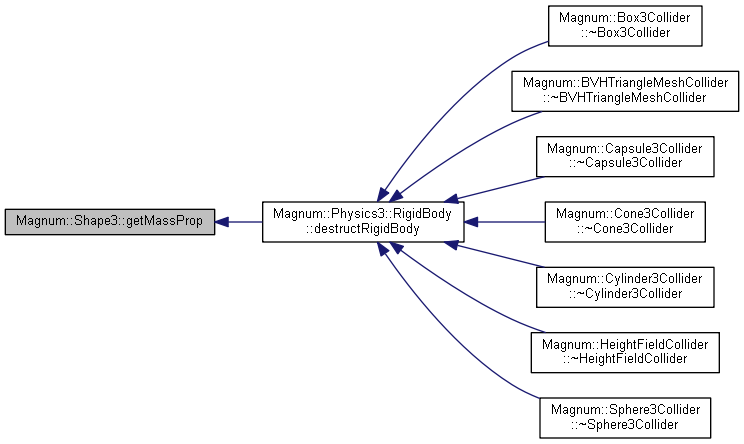 Magnum::Box3Collider
::~Box3Collider
Magnum::BVHTriangleMeshCollider
::~BVHTriangleMeshCollider
Magnum::Capsule3Collider
::~Capsule3Collider
Magnum::Shape3::getMassProp
Magnum::Physics3::RigidBody
::destructRigidBody
Magnum::Cone3Collider
::~Cone3Collider
Magnum::Cylinder3Collider
::~Cylinder3Collider
Magnum::HeightFieldCollider
::~HeightFieldCollider
Magnum::Sphere3Collider
::~Sphere3Collider